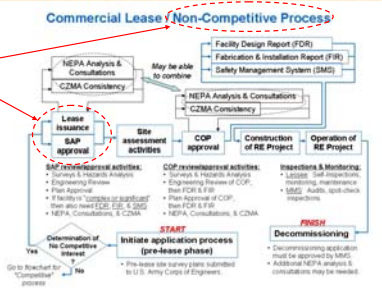 Commercial Lease / Non-Competitive Process
Facility Design Report (FDR)
Fabrication & Installation Report (FIR)
Safety Management System (SMS)
NEPA Analysis &
Consultations
CZMA Consistency
May be able
to combine
NEPA Analysis & Consultations
CZMA Consistency
Lease
issuance
SAP
approval
Site
assessment
activities
COP
approval
Construction
of RE Project
Operation of
RE Project
SAP review/approval activities:
• Surveys & Hazards Analysis
• Engineering Review
• Plan Approval
• If facility is "complex or significant"
then also need FDR, FIR, & SMS
• NEPA, Consultations, & CZMA
COP review/approval activities:
• Surveys & Hazards Analysis
• Engineering Review of COP,
then FDR & FIR
• Plan Approval of COP,
then FDR & FIR
• NEPA, Consultations, & CZMA
Inspections & Monitoring:
• Lessee: Self-inspections,
monitoring, maintenance
• MMS: Audits, spot-check
inspections
START
Initiate application process
(pre-lease phase)
• Pre-lease site survey plans submitted
to U.S. Army Corps of Engineers.
FINISH
Decommissioning
• Decommissioning application
must be approved by MMS.
• Additional NEPA analysis &
consultations may be needed.
Yes
Determination of
No Competitive
Interest
?
No
Go to flowchart for
"Competitive"
process